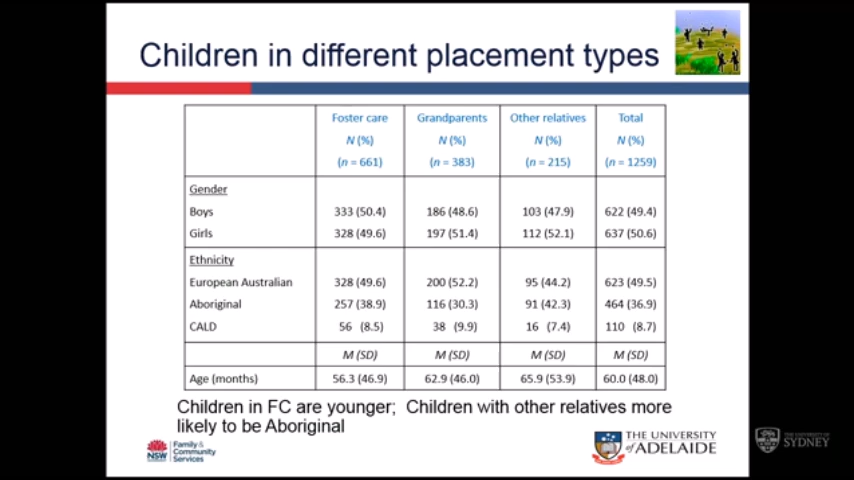 Children in different placement types
Foster care Grandparents Other relatives Total
N (%) N (%) N (%) N (%)
(n = 661) (n = 383) (n = 215) (n = 1259)
Gender
Boys 333 (50.4) 186 (48.6) 103 (47.9) 622 (49.4)
Girls 328 (49.6) 197 (51.4) 112 (52.1) 637 (50.6)
Ethnicity
European Australian 328 (49.6) 200 (52.2) 95 (44.2) 623 (49.5)
Aboriginal 257 (38.9) 116 (30.3) 91 (42.3) 464 (36.9)
CALD 56 (8.5) 38 (9.9) 16 (7.4) 110 (8.7)
M (SD) M (SD) M (SD) M (SD)
Age (months) 56.3 (46.9) 62.9 (46.0) 65.9 (53.9) 60.0 (48.0)
Children in FC are younger; Children with other relatives more
likely to be Aboriginal
NSW
Family &
Community
Services
THE UNIVERSITY
of ADELAIDE
THE UNIVERSITY OF
SYDNEY